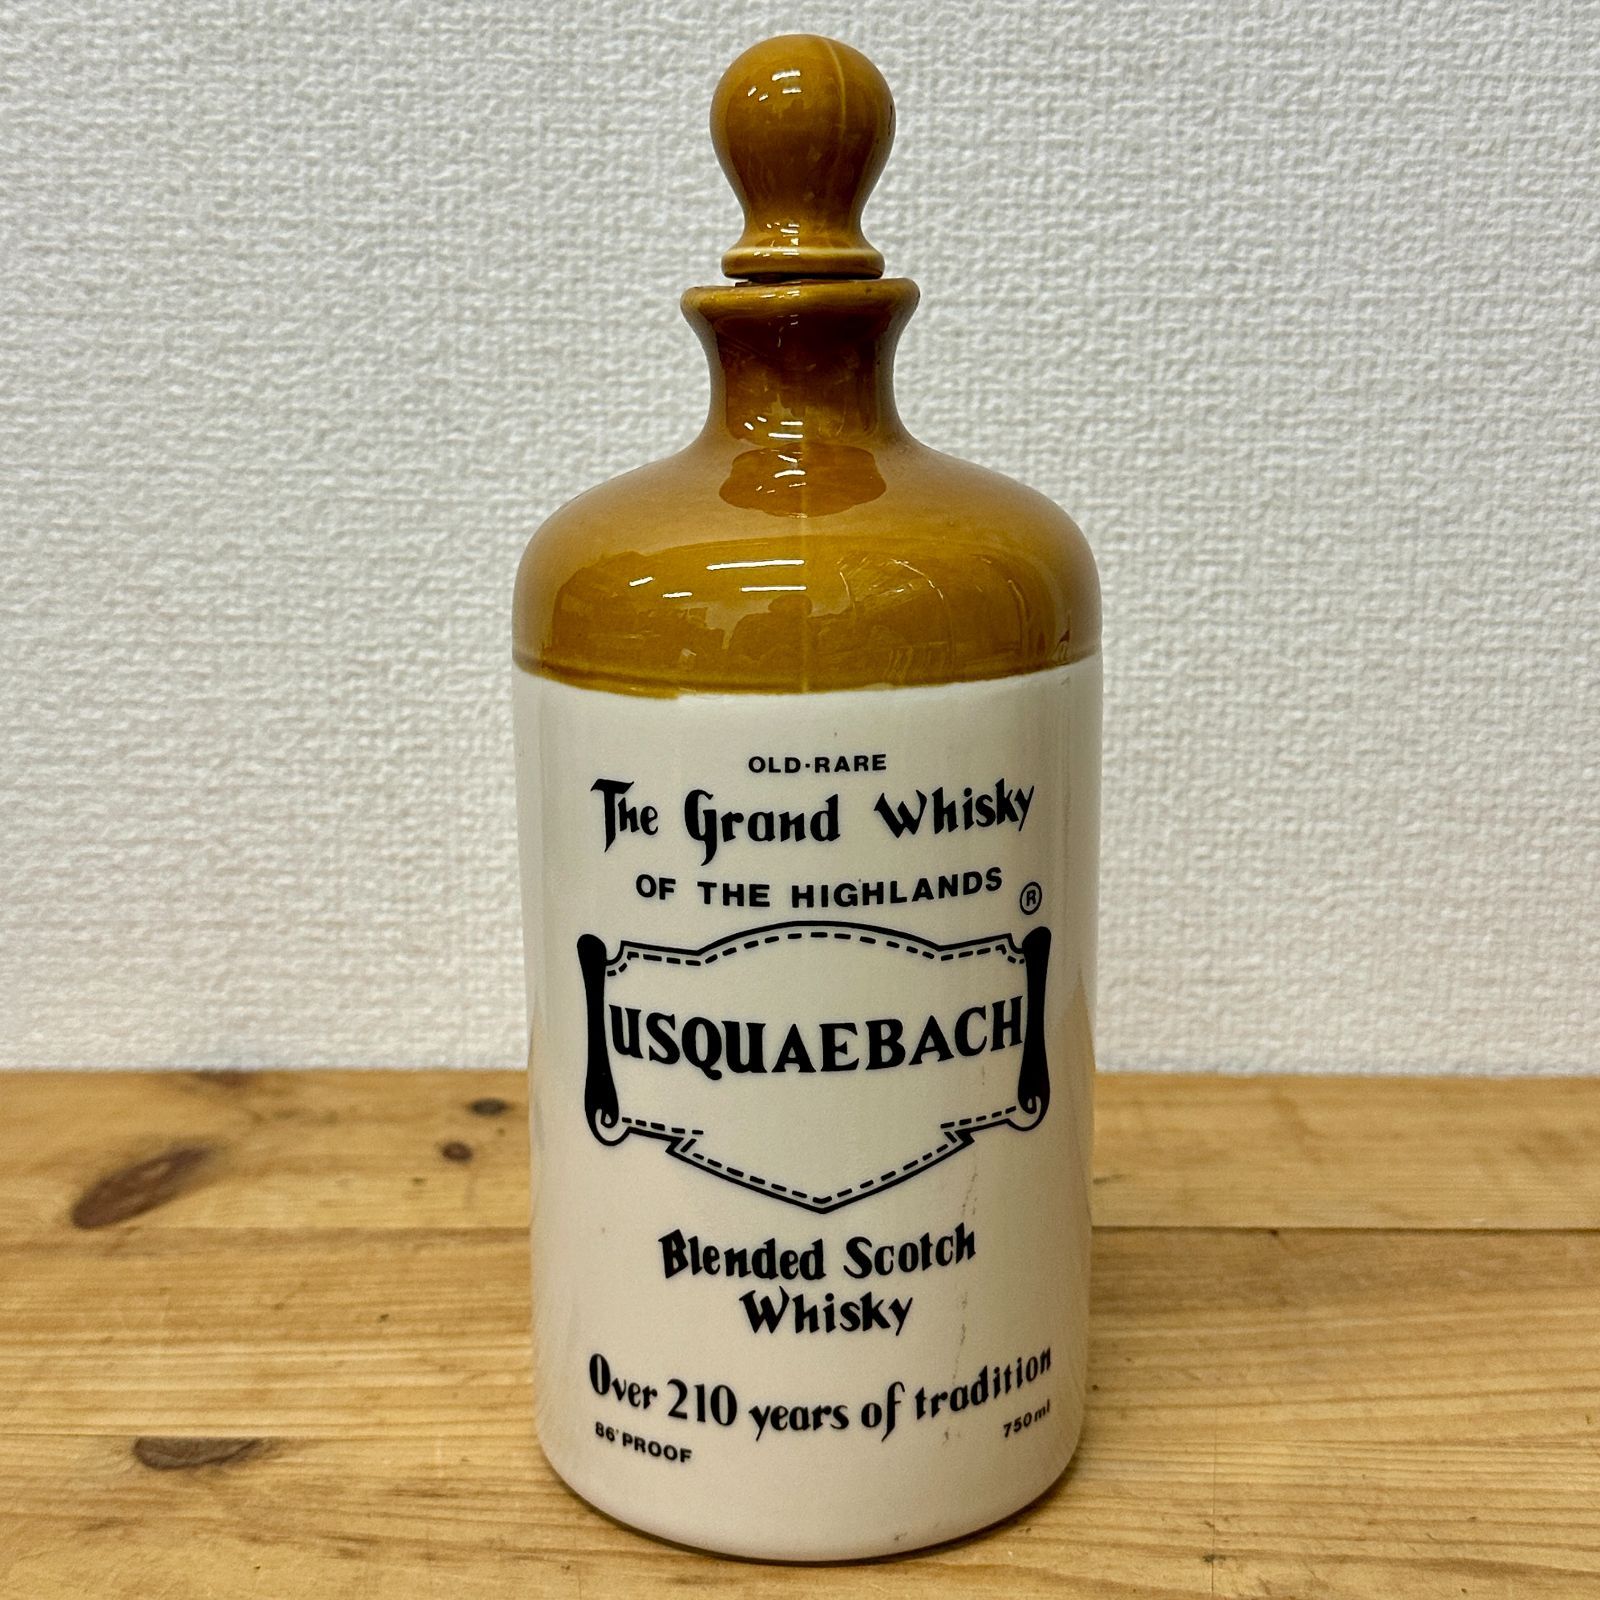 OLD·RARE
The Grand Whisky
OF THE HIGHLANDS ®
USQUAEBACH
Blended Scotch
Whisky
Over 210 years of tradition
86° PROOF 750ml